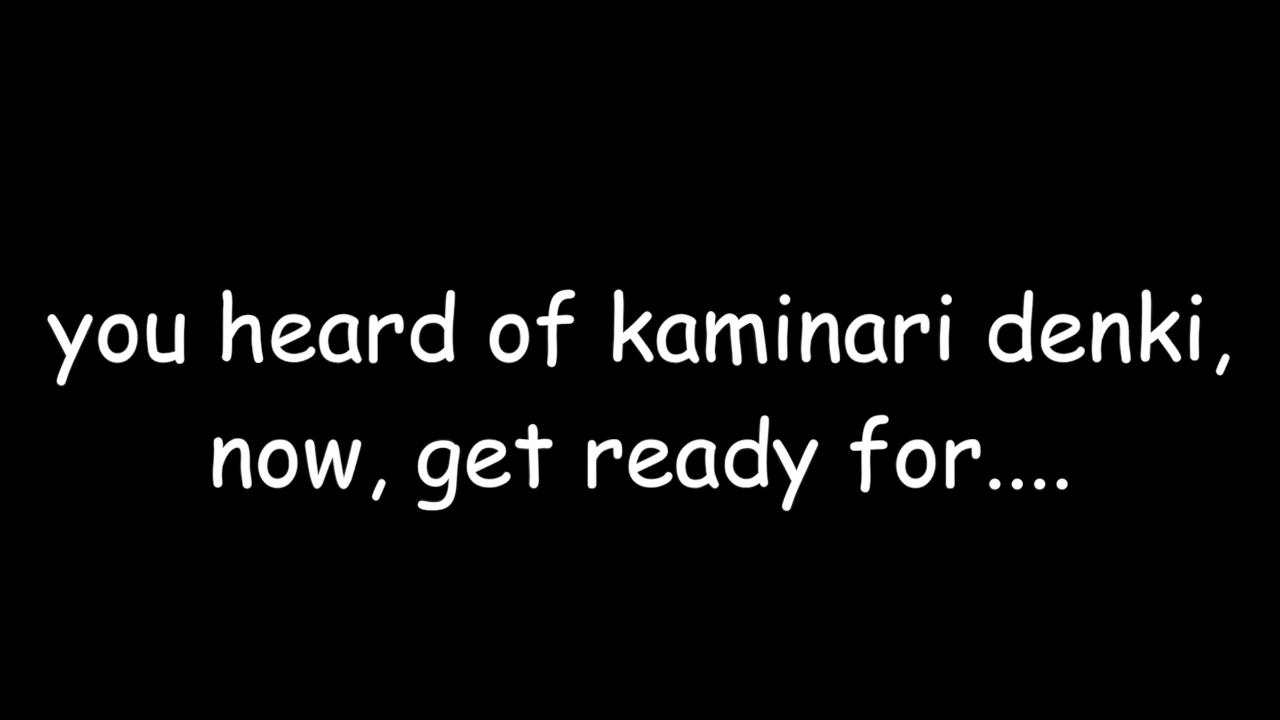 you heard of kaminari denki,
now, get ready for....